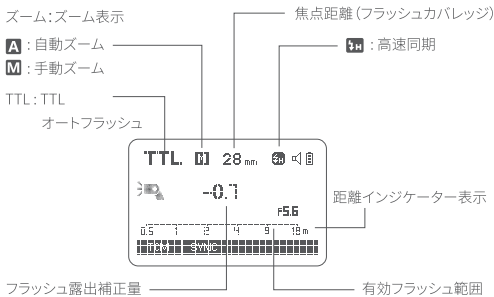 ズーム：ズーム表示
焦点距離（フラッシュカバレッジ）
A：自動ズーム
H：高速同期
M：手動ズーム
TTL：TTL
オートフラッシュ
TTL M 28mm H
-0.7
F5.6
距離インジケーター表示
0.5 1 2 4 9 18m
TCM SYNC
フラッシュ露出補正量
有効フラッシュ範囲